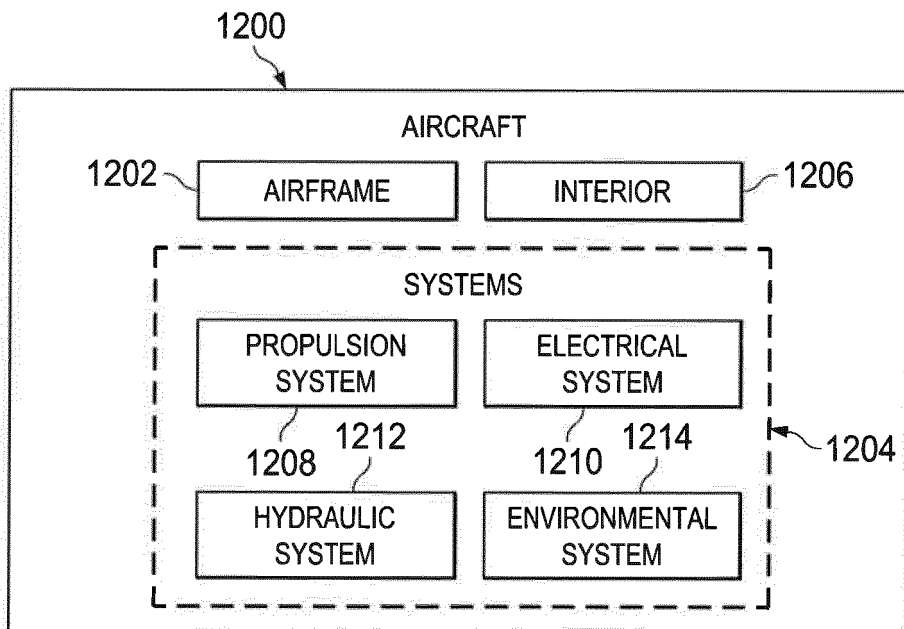 1200
AIRCRAFT
1202
AIRFRAME
INTERIOR
1206
SYSTEMS
PROPULSION
SYSTEM
ELECTRICAL
SYSTEM
1208
1212
1210
1214
1204
HYDRAULIC
SYSTEM
ENVIRONMENTAL
SYSTEM